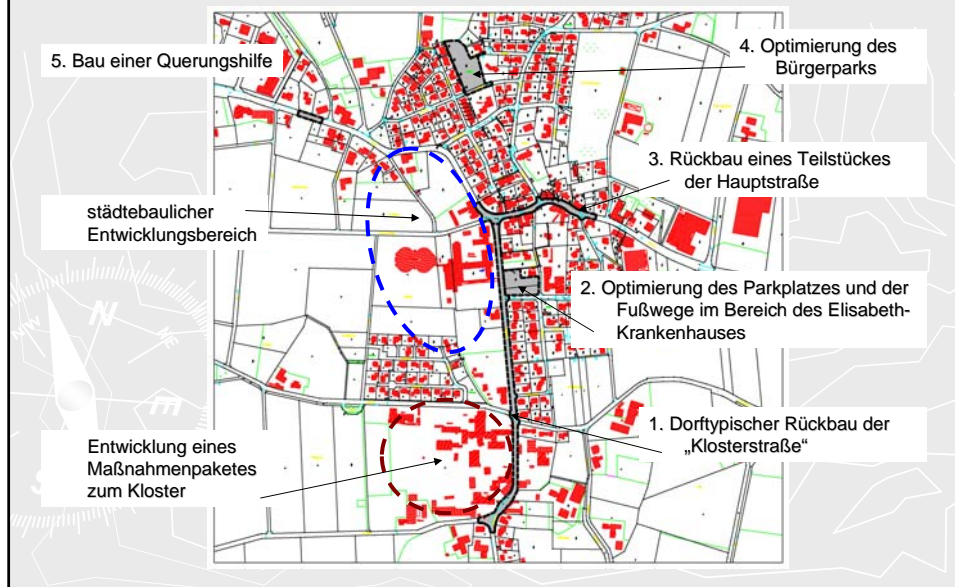 5. Bau einer Querungshilfe
4. Optimierung des
Bürgerparks
3. Rückbau eines Teilstückes
der Hauptstraße
städtebaulicher
Entwicklungsbereich
2. Optimierung des Parkplatzes und der
Fußwege im Bereich des Elisabeth-
Krankenhauses
1. Dorftypischer Rückbau der
„Klosterstraße“
Entwicklung eines
Maßnahmenpaketes
zum Kloster
NW
N
NE
E
S